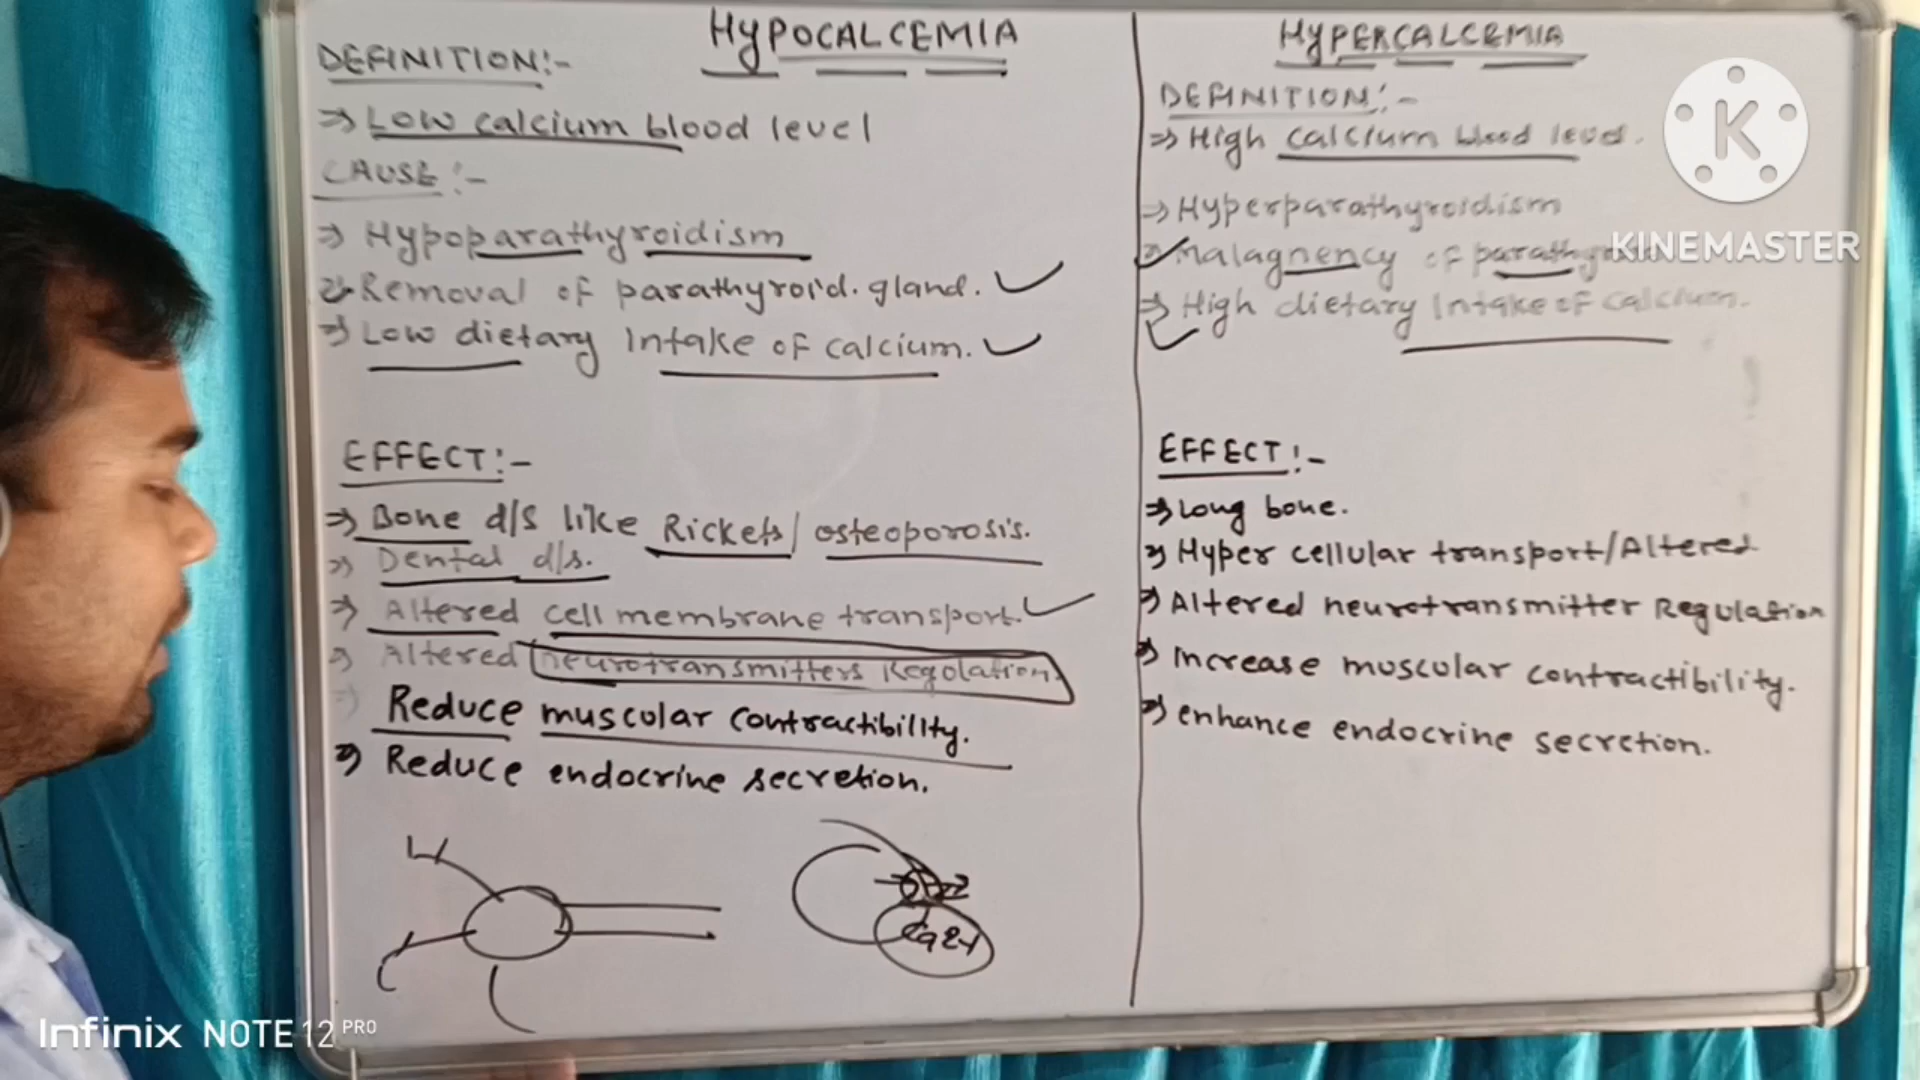 HYPOCALCEMIA
DEFINITION:-
⇒ Low calcium blood level
CAUSE:-
⇒ Hypoparathyroidism
⇒ Removal of parathyroid. gland.
⇒ Low dietary Intake of calcium.
EFFECT:-
⇒ Bone d/s like Rickets/osteoporosis.
⇒ Dental d/s.
⇒ Altered cell membrane transport.
⇒ Altered neurotransmitters Regolation.
⇒ Reduce muscular contractibility.
⇒ Reduce endocrine secretion.
HYPERCALCEMIA
DEFINITION:-
⇒ High calcium blood level.
⇒ Hyperparathyroidism
⇒ Malagnency of
⇒ High dietary Intake of calcium.
EFFECT:-
⇒ Long bone.
⇒ Hyper cellular transport/Altered
⇒ Altered neurotransmitter Regulation
⇒ Increase muscular contractibility.
⇒ enhance endocrine secretion.
K
KINEMASTER
Infinix NOTE 12 PRO